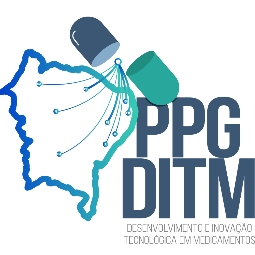 PPG
DITM
DESENVOLVIMENTO E INOVAÇÃO
TECNOLÓGICA EM MEDICAMENTOS